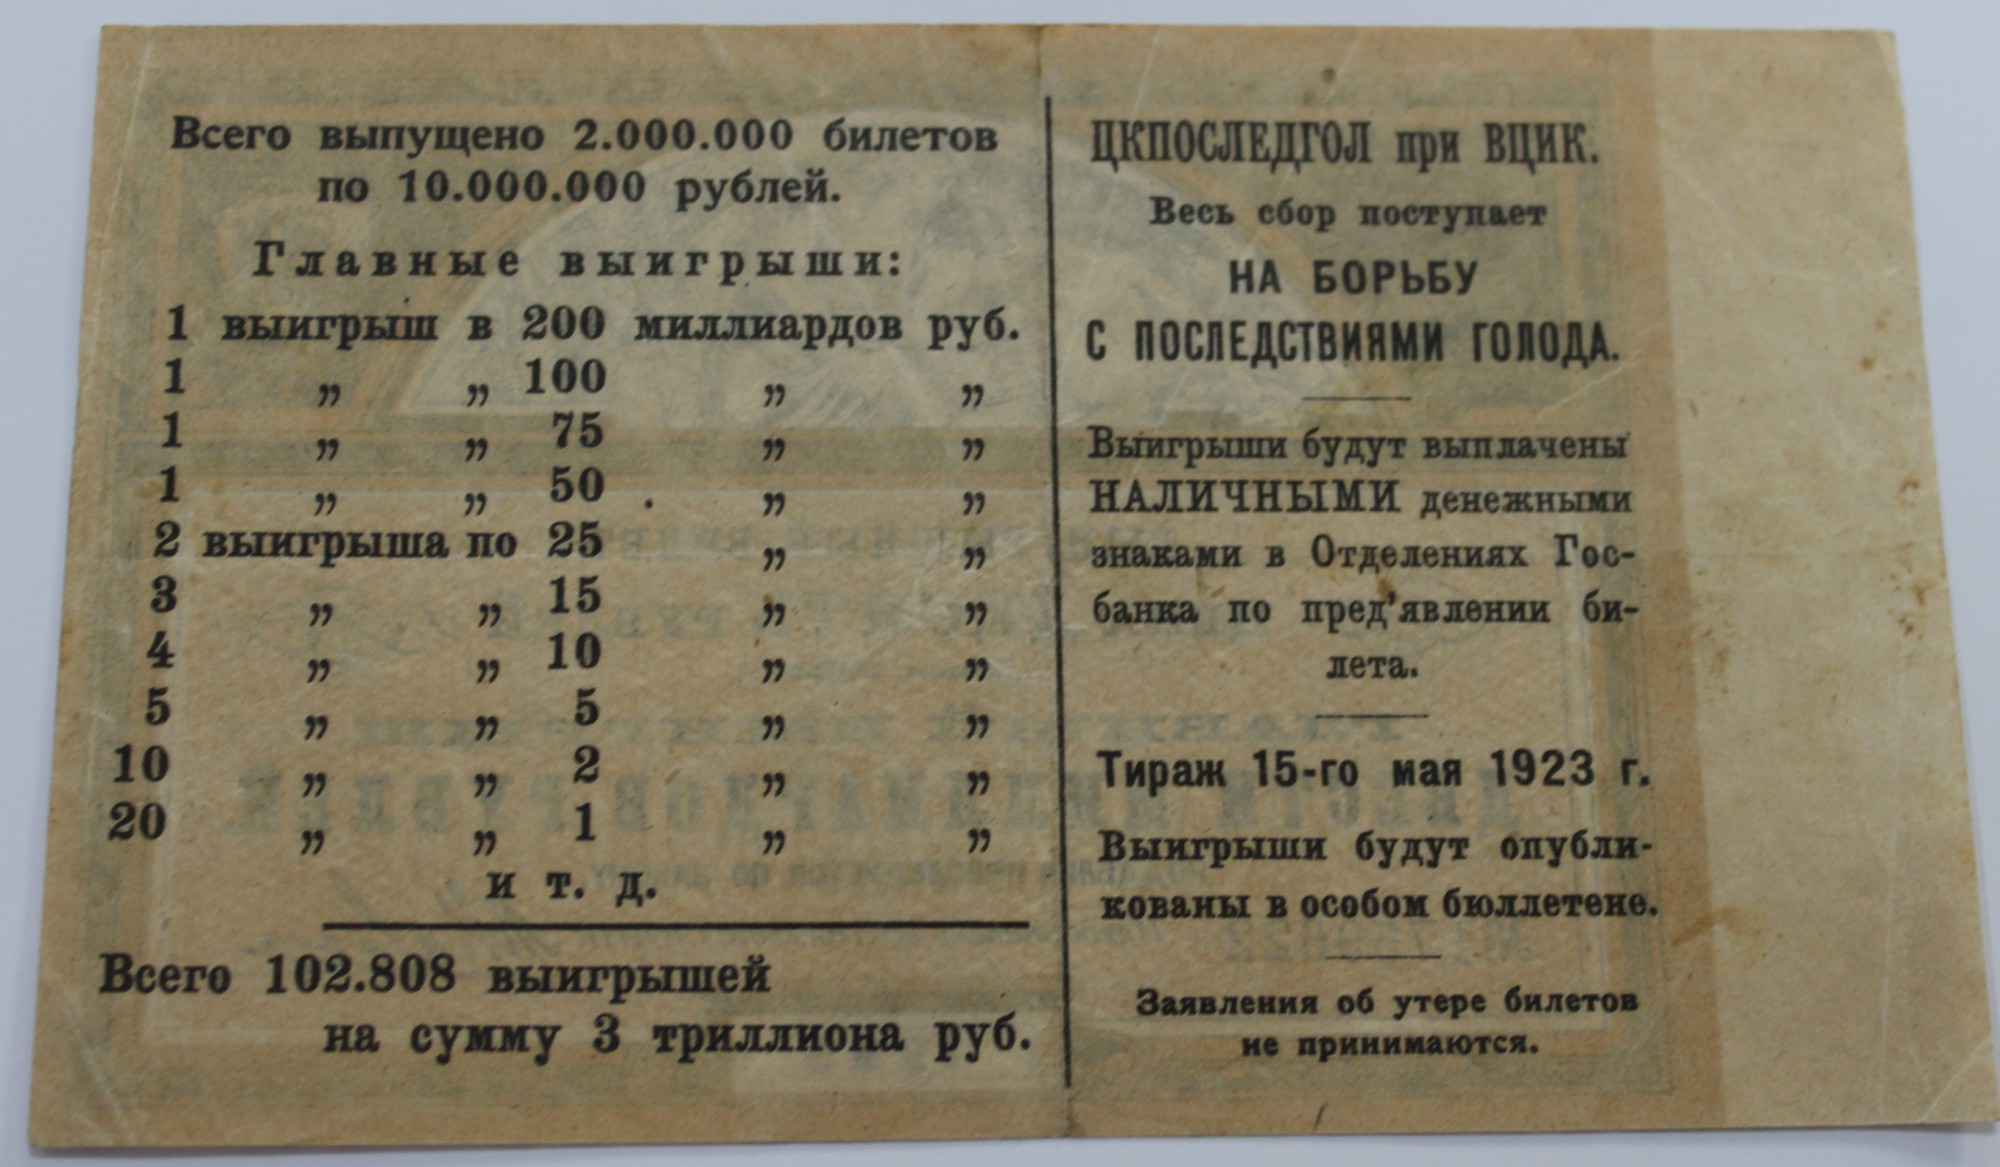 Всего выпущено 2.000.000 билетов
по 10.000.000 рублей.
Главные выигрыши:
1 выигрыш в 200 миллиардов руб.
1 „ „ 100 „ „
1 „ „ 75 „ „
1 „ „ 50 „ „
2 выигрыша по 25 „ „
3 „ „ 15 „ „
4 „ „ 10 „ „
5 „ „ 5 „ „
10 „ „ 2 „ „
20 „ „ 1 „ „
и т. д.
Всего 102.808 выигрышей
на сумму 3 триллиона руб.
ЦКПОСЛЕДГОЛ при ВЦИК.
Весь сбор поступает
НА БОРЬБУ
С ПОСЛЕДСТВИЯМИ ГОЛОДА.
Выигрыши будут выплачены
НАЛИЧНЫМИ денежными
знаками в Отделениях Гос-
банка по пред'явлении би-
лета.
Тираж 15-го мая 1923 г.
Выигрыши будут опубли-
кованы в особом бюллетене.
Заявления об утере билетов
не принимаются.